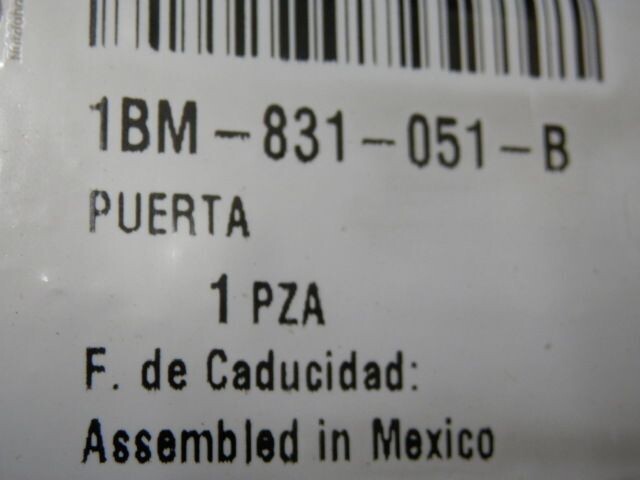 1BM-831-051-B
PUERTA
1 PZA
F. de Caducidad:
Assembled in Mexico